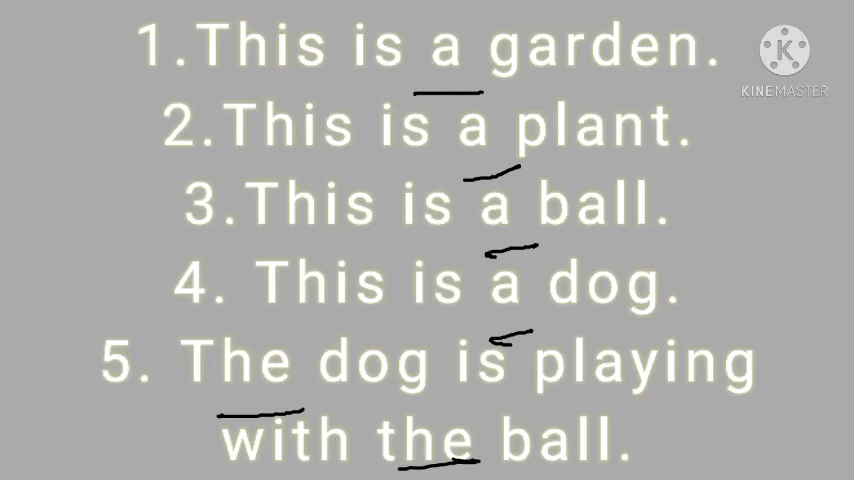 1.This is a garden.
KINEMASTER
2.This is a plant.
3.This is a ball.
4. This is a dog.
5. The dog is playing
with the ball.